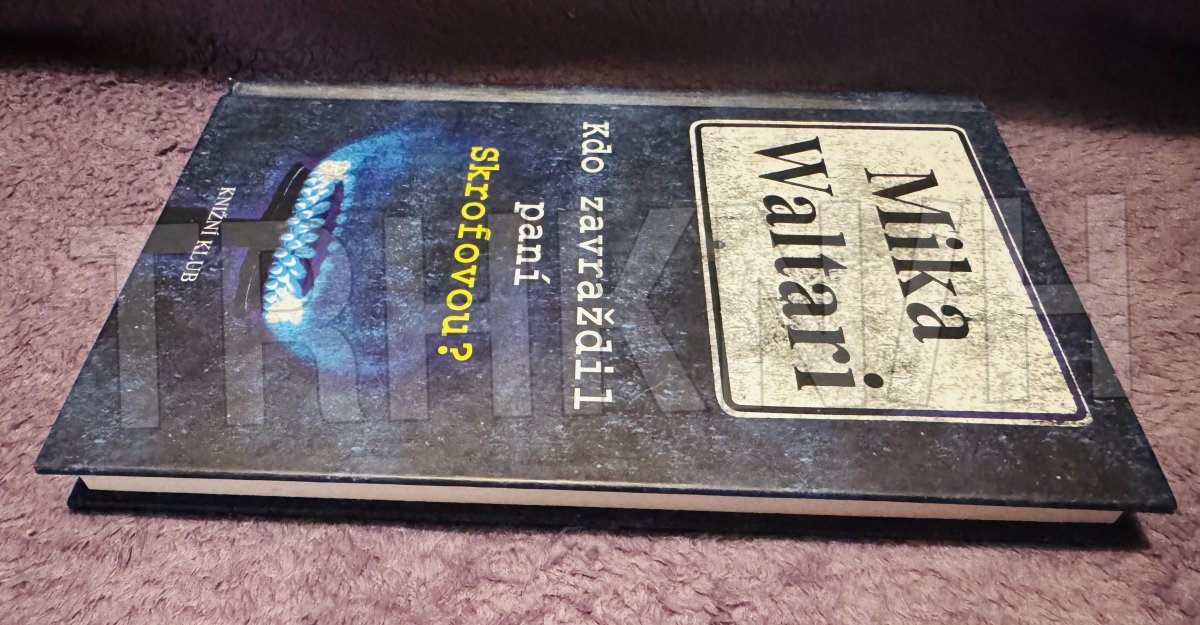 Mika
Waltari
Kdo zavraždil
paní
Skrofovou?
KNIŽNÍ KLUB
TRHKNIH